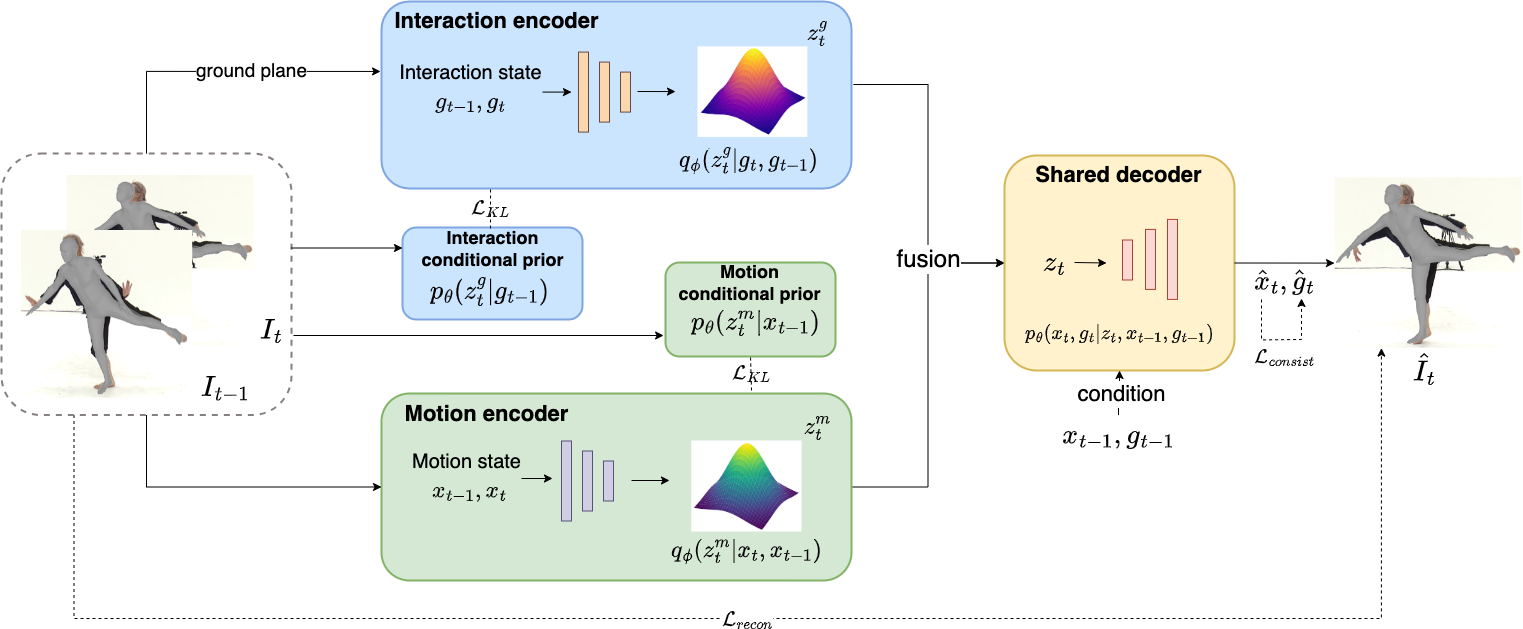 Interaction encoder
$z_t^g$
ground plane
Interaction state
$g_{t-1}, g_t$
$q_\phi(z_t^g|g_t, g_{t-1})$
$\mathcal{L}_{KL}$
Interaction
conditional prior
$p_\theta(z_t^g|g_{t-1})$
Motion
conditional prior
$p_\theta(z_t^m|x_{t-1})$
$\mathcal{L}_{KL}$
$I_t$
$I_{t-1}$
Motion encoder
$z_t^m$
Motion state
$x_{t-1}, x_t$
$q_\phi(z_t^m|x_t, x_{t-1})$
fusion
Shared decoder
$z_t$
$p_\theta(x_t, g_t|z_t, x_{t-1}, g_{t-1})$
condition
$x_{t-1}, g_{t-1}$
$\hat{x}_t, \hat{g}_t$
$\mathcal{L}_{consist}$
$\hat{I}_t$
$\mathcal{L}_{recon}$